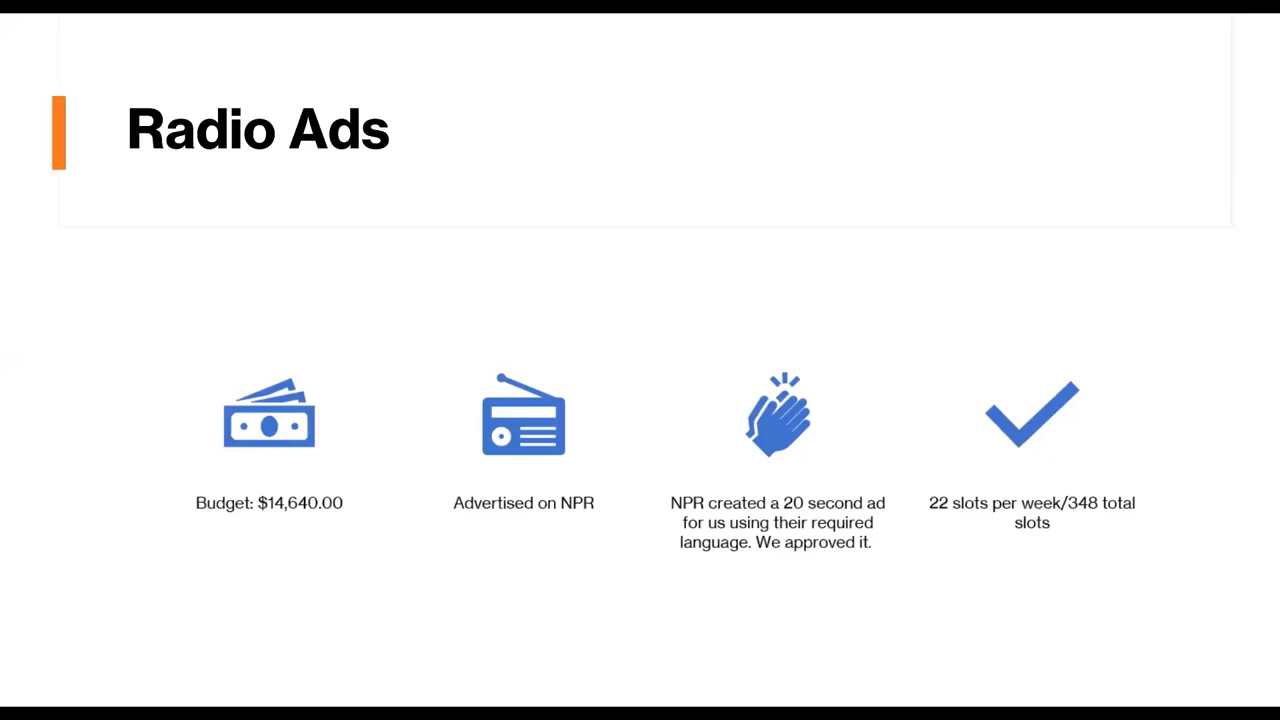 Radio Ads
Budget: $14,640.00
Advertised on NPR
NPR created a 20 second ad
for us using their required
language. We approved it.
22 slots per week/348 total
slots